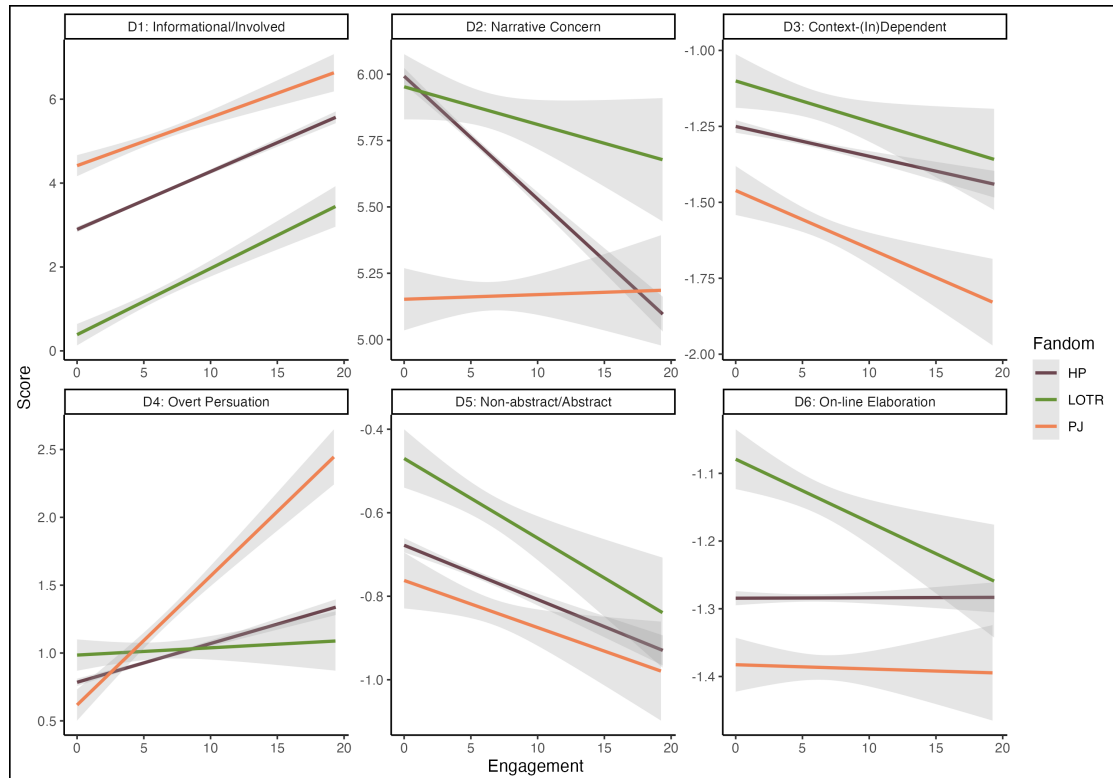 D1: Informational/Involved
D2: Narrative Concern
D3: Context-(In)Dependent
6
4
2
0
6.00
5.75
5.50
5.25
5.00
-1.00
-1.25
-1.50
-1.75
-2.00
0 5 10 15 20
0 5 10 15 20
0 5 10 15 20
D4: Overt Persuation
D5: Non-abstract/Abstract
D6: On-line Elaboration
2.5
2.0
1.5
1.0
0.5
-0.4
-0.6
-0.8
-1.0
-1.1
-1.2
-1.3
-1.4
0 5 10 15 20
0 5 10 15 20
0 5 10 15 20
Score
Engagement
Fandom
HP
LOTR
PJ